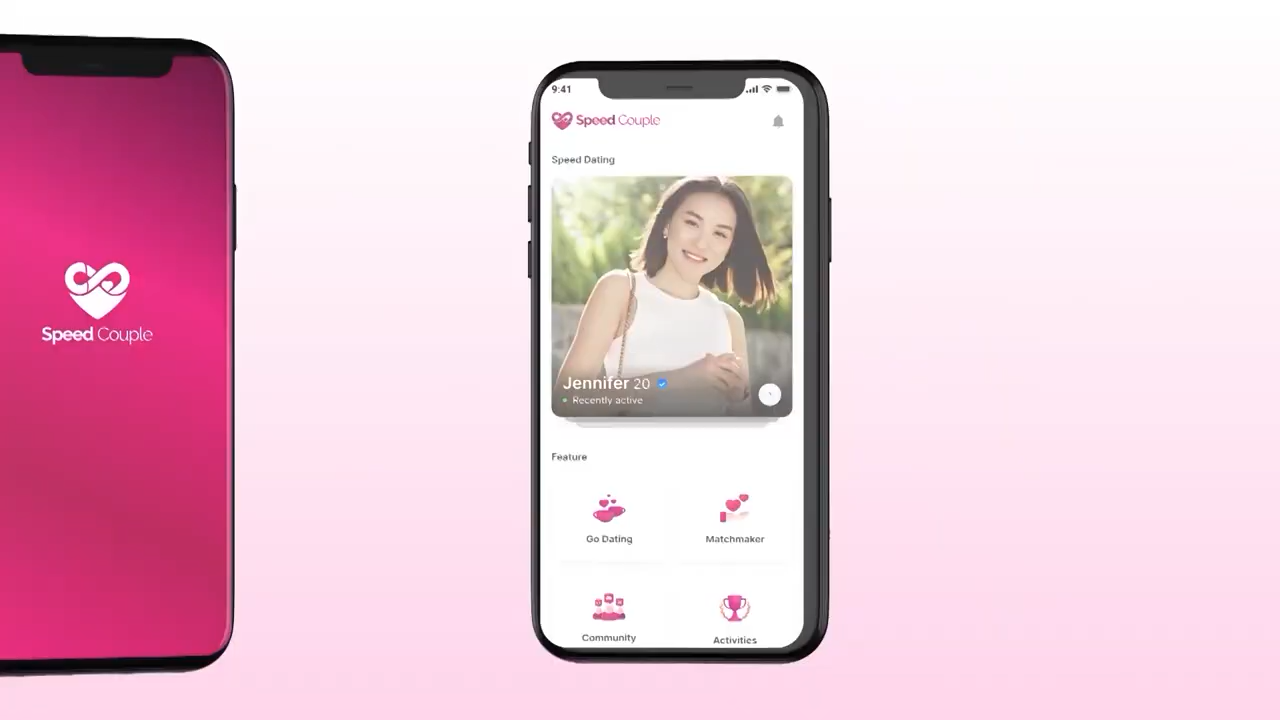 Speed Couple
9:41
Speed Couple
Speed Dating
Jennifer 20
Recently active
Feature
Go Dating
Matchmaker
Community
Activities